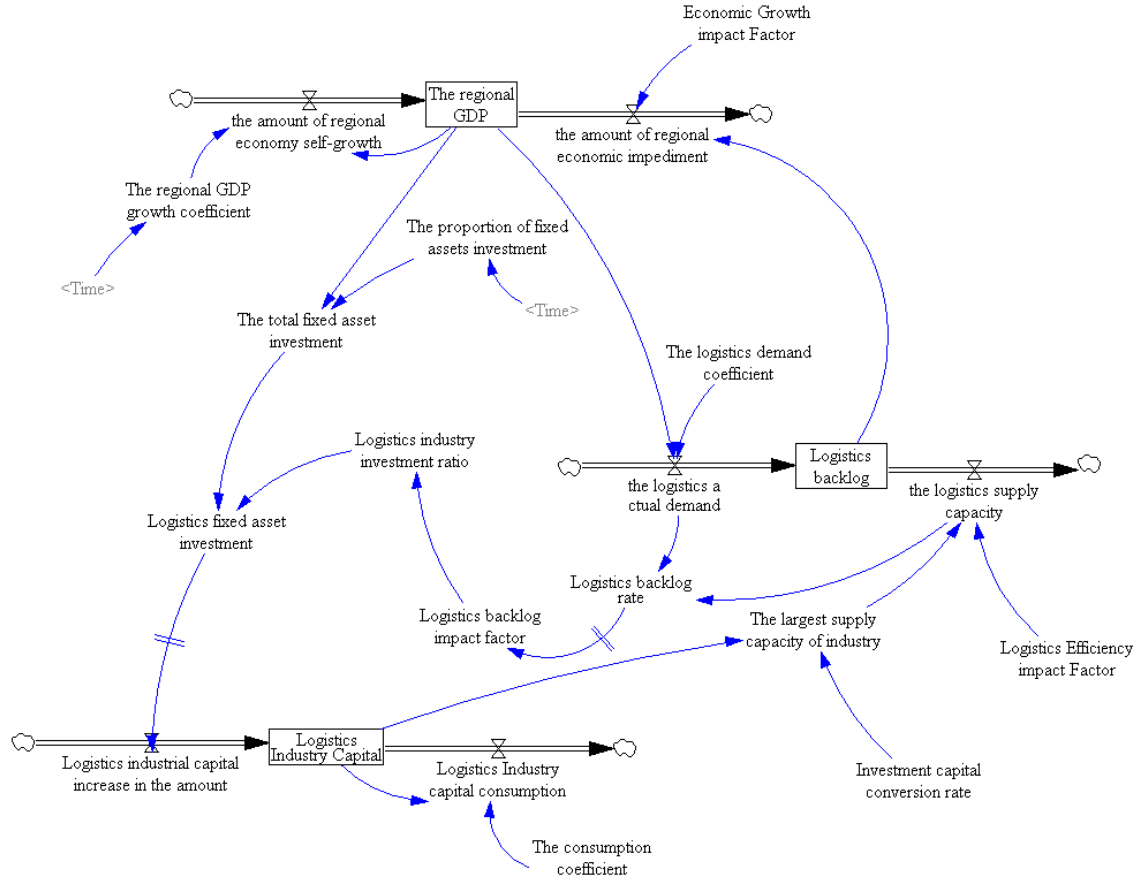 Economic Growth
impact Factor
The regional
GDP
the amount of regional
economy self-growth
the amount of regional
economic impediment
The regional GDP
growth coefficient
The proportion of fixed
assets investment
<Time>
<Time>
The total fixed asset
investment
The logistics demand
coefficient
Logistics industry
investment ratio
Logistics
backlog
the logistics a
ctual demand
the logistics supply
capacity
Logistics fixed asset
investment
Logistics backlog
rate
Logistics backlog
impact factor
The largest supply
capacity of industry
Logistics Efficiency
impact Factor
Logistics
Industry Capital
Logistics industrial capital
increase in the amount
Logistics Industry
capital consumption
Investment capital
conversion rate
The consumption
coefficient